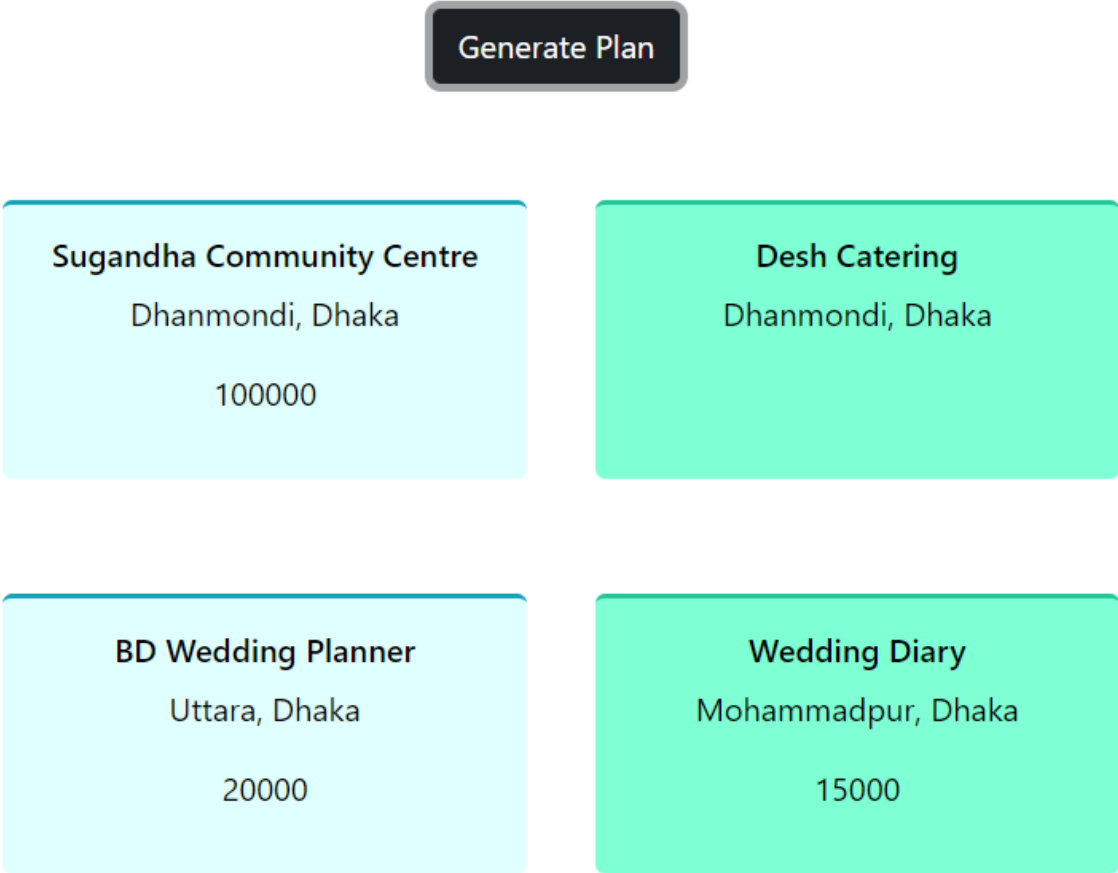 Generate Plan
Sugandha Community Centre
Dhanmondi, Dhaka
100000
Desh Catering
Dhanmondi, Dhaka
BD Wedding Planner
Uttara, Dhaka
20000
Wedding Diary
Mohammadpur, Dhaka
15000